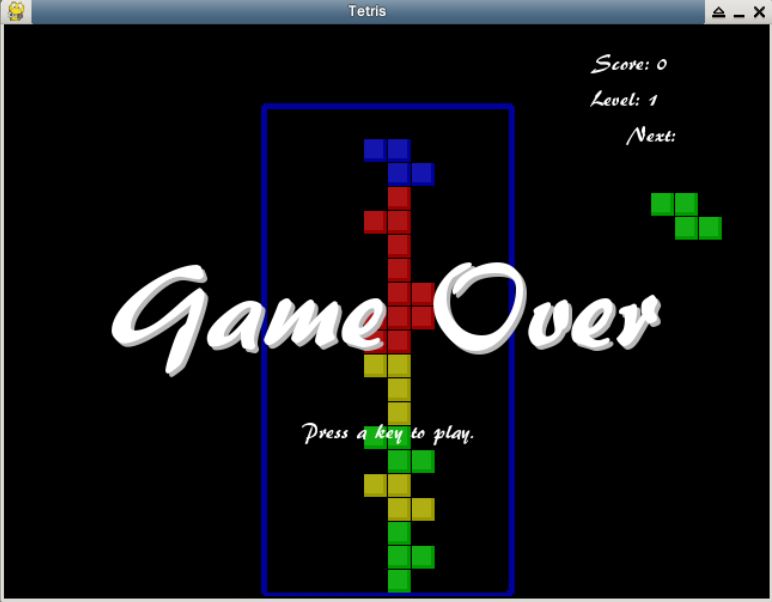 Tetris
Score: 0
Level: 1
Next:
Game Over
Press a key to play.